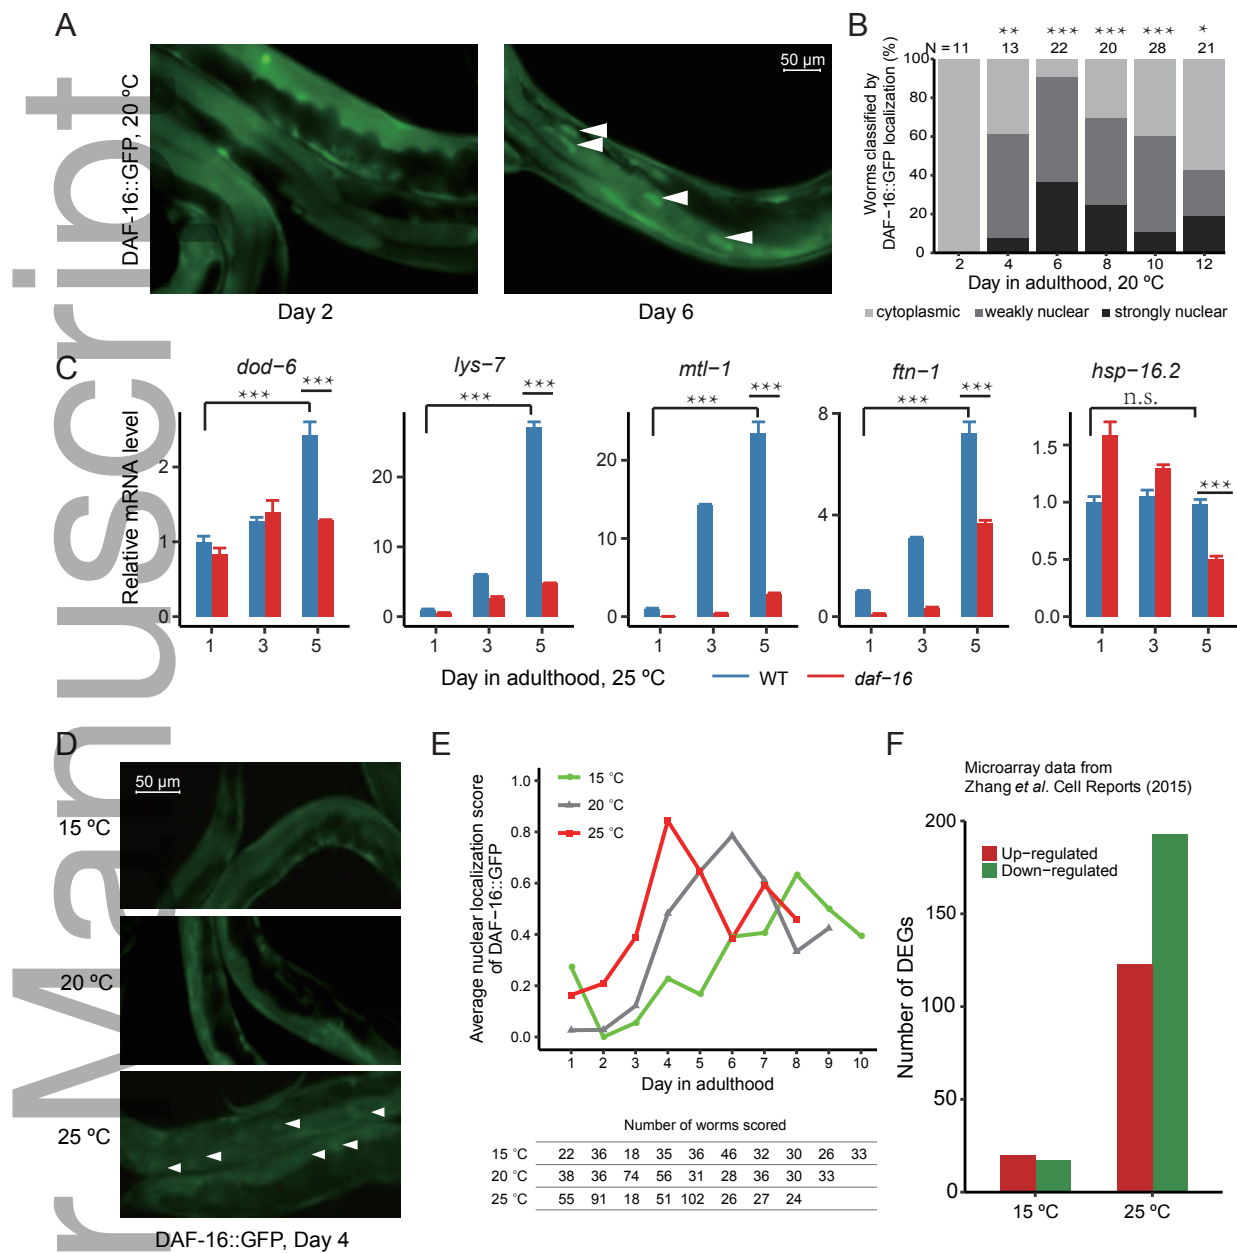 A
DAF-16::GFP, 20 ºC
50 µm
Day 2
Day 6
B
Worms classified by
DAF−16::GFP localization (%)
** *** *** *** *
N = 11 13 22 20 28 21
100
80
60
40
20
0
2 4 6 8 10 12
Day in adulthood, 20 ºC
cytoplasmic weakly nuclear strongly nuclear
C
Relative mRNA level
dod−6
***
***
2
1
0
1 3 5
lys−7
***
***
20
10
0
1 3 5
mtl−1
***
***
20
10
0
1 3 5
ftn−1
***
***
8
4
0
1 3 5
hsp−16.2
n.s.
***
1.5
1.0
0.5
0.0
1 3 5
Day in adulthood, 25 ºC
WT daf−16
D
50 µm
15 ºC
20 ºC
25 ºC
DAF-16::GFP, Day 4
E
Average nuclear localization score
of DAF−16::GFP
1.0
0.8
0.6
0.4
0.2
0.0
15 °C
20 °C
25 °C
1 2 3 4 5 6 7 8 9 10
Day in adulthood
Number of worms scored
15 °C 22 36 18 35 36 46 32 30 26 33
20 °C 38 36 74 56 31 28 36 30 33
25 °C 55 91 18 51 102 26 27 24
F
Microarray data from
Zhang et al. Cell Reports (2015)
Number of DEGs
200
150
100
50
0
Up−regulated
Down−regulated
15 ºC 25 ºC
r Manuscript